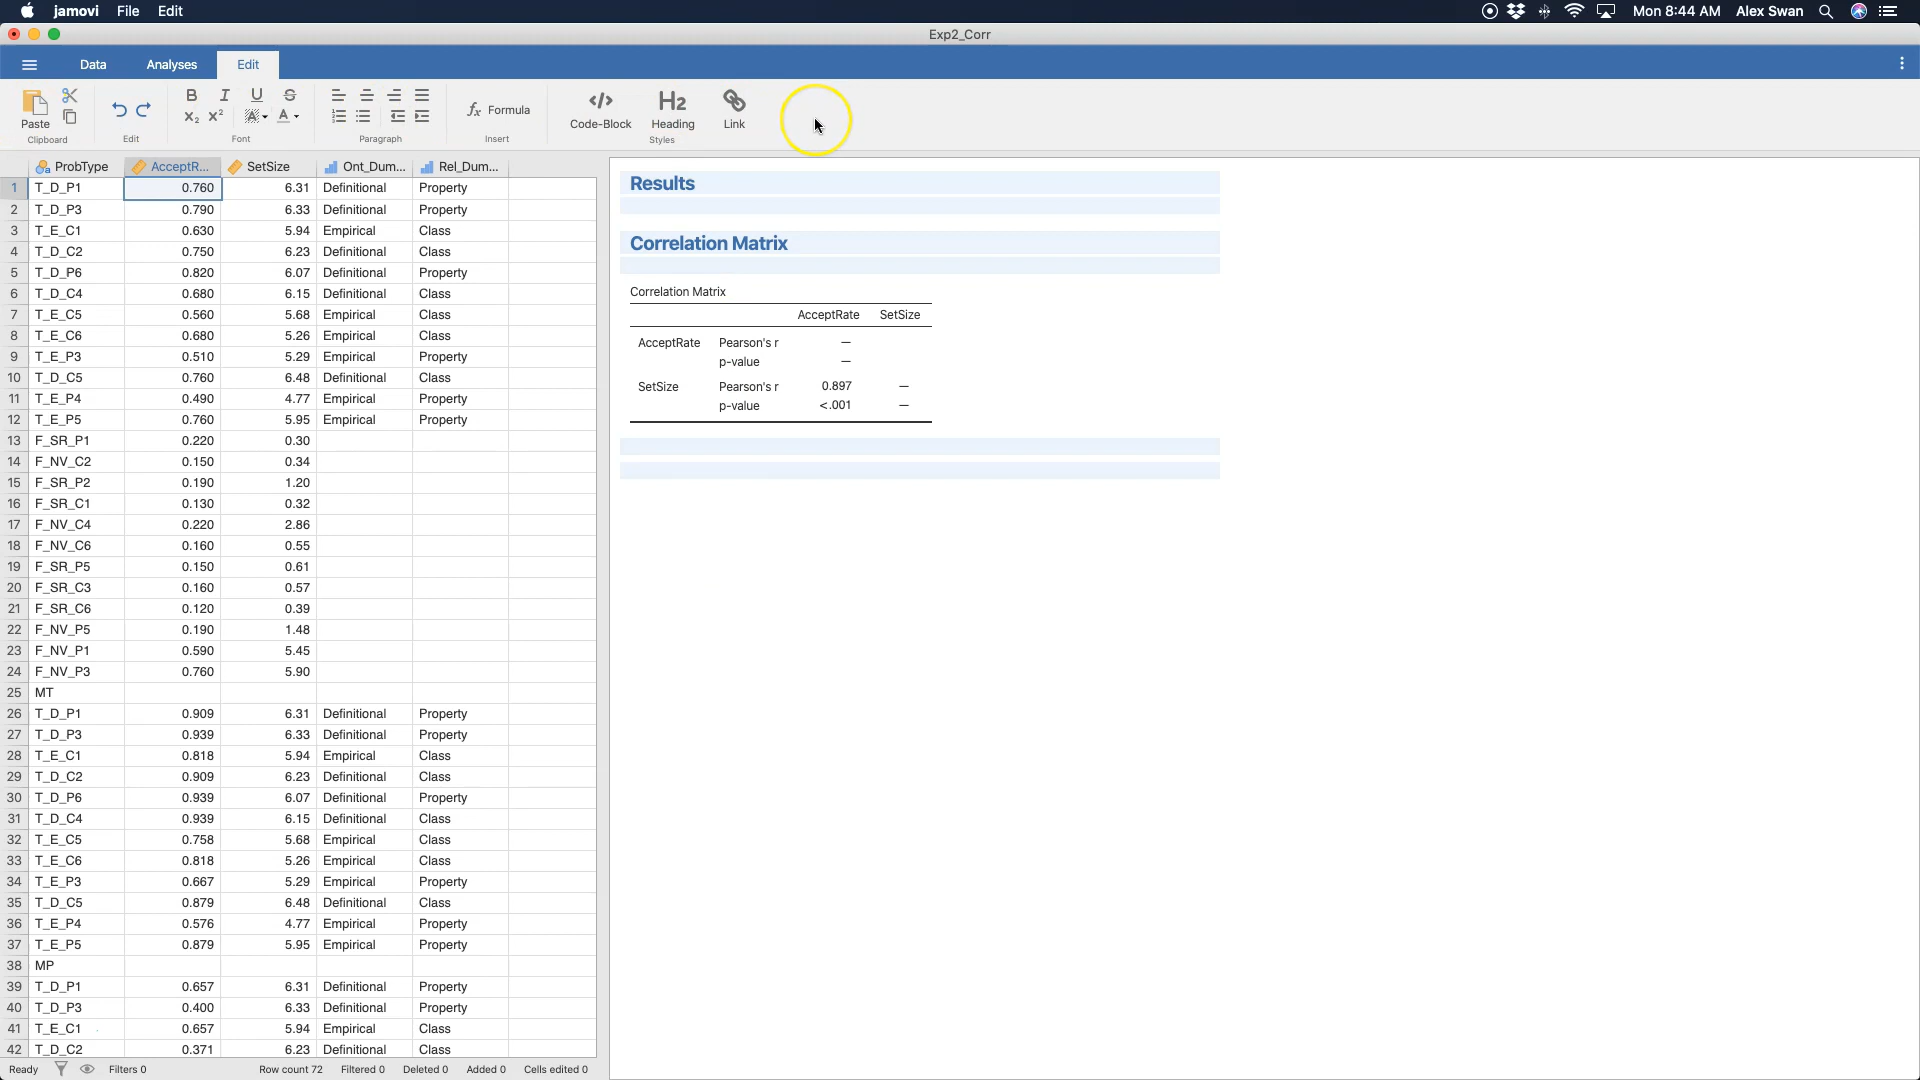 jamovi File Edit Mon 8:44 AM Alex Swan
Exp2_Corr
Data Analyses Edit
B I U S
Paste x₂ x² A A fx Formula </> Code-Block H2 Heading Link
Clipboard Edit Font Paragraph Insert Styles
ProbType AcceptR... SetSize Ont_Dum... Rel_Dum...
1 T_D_P1 0.760 6.31 Definitional Property
2 T_D_P3 0.790 6.33 Definitional Property
3 T_E_C1 0.630 5.94 Empirical Class
4 T_D_C2 0.750 6.23 Definitional Class
5 T_D_P6 0.820 6.07 Definitional Property
6 T_D_C4 0.680 6.15 Definitional Class
7 T_E_C5 0.560 5.68 Empirical Class
8 T_E_C6 0.680 5.26 Empirical Class
9 T_E_P3 0.510 5.29 Empirical Property
10 T_D_C5 0.760 6.48 Definitional Class
11 T_E_P4 0.490 4.77 Empirical Property
12 T_E_P5 0.760 5.95 Empirical Property
13 F_SR_P1 0.220 0.30
14 F_NV_C2 0.150 0.34
15 F_SR_P2 0.190 1.20
16 F_SR_C1 0.130 0.32
17 F_NV_C4 0.220 2.86
18 F_NV_C6 0.160 0.55
19 F_SR_P5 0.150 0.61
20 F_SR_C3 0.160 0.57
21 F_SR_C6 0.120 0.39
22 F_NV_P5 0.190 1.48
23 F_NV_P1 0.590 5.45
24 F_NV_P3 0.760 5.90
25 MT
26 T_D_P1 0.909 6.31 Definitional Property
27 T_D_P3 0.939 6.33 Definitional Property
28 T_E_C1 0.818 5.94 Empirical Class
29 T_D_C2 0.909 6.23 Definitional Class
30 T_D_P6 0.939 6.07 Definitional Property
31 T_D_C4 0.939 6.15 Definitional Class
32 T_E_C5 0.758 5.68 Empirical Class
33 T_E_C6 0.818 5.26 Empirical Class
34 T_E_P3 0.667 5.29 Empirical Property
35 T_D_C5 0.879 6.48 Definitional Class
36 T_E_P4 0.576 4.77 Empirical Property
37 T_E_P5 0.879 5.95 Empirical Property
38 MP
39 T_D_P1 0.657 6.31 Definitional Property
40 T_D_P3 0.400 6.33 Definitional Property
41 T_E_C1 0.657 5.94 Empirical Class
42 T_D_C2 0.371 6.23 Definitional Class
Ready Filters 0 Row count 72 Filtered 0 Deleted 0 Added 0 Cells edited 0
Results
Correlation Matrix
Correlation Matrix
AcceptRate SetSize
AcceptRate Pearson's r —
p-value —
SetSize Pearson's r 0.897 —
p-value <.001 —